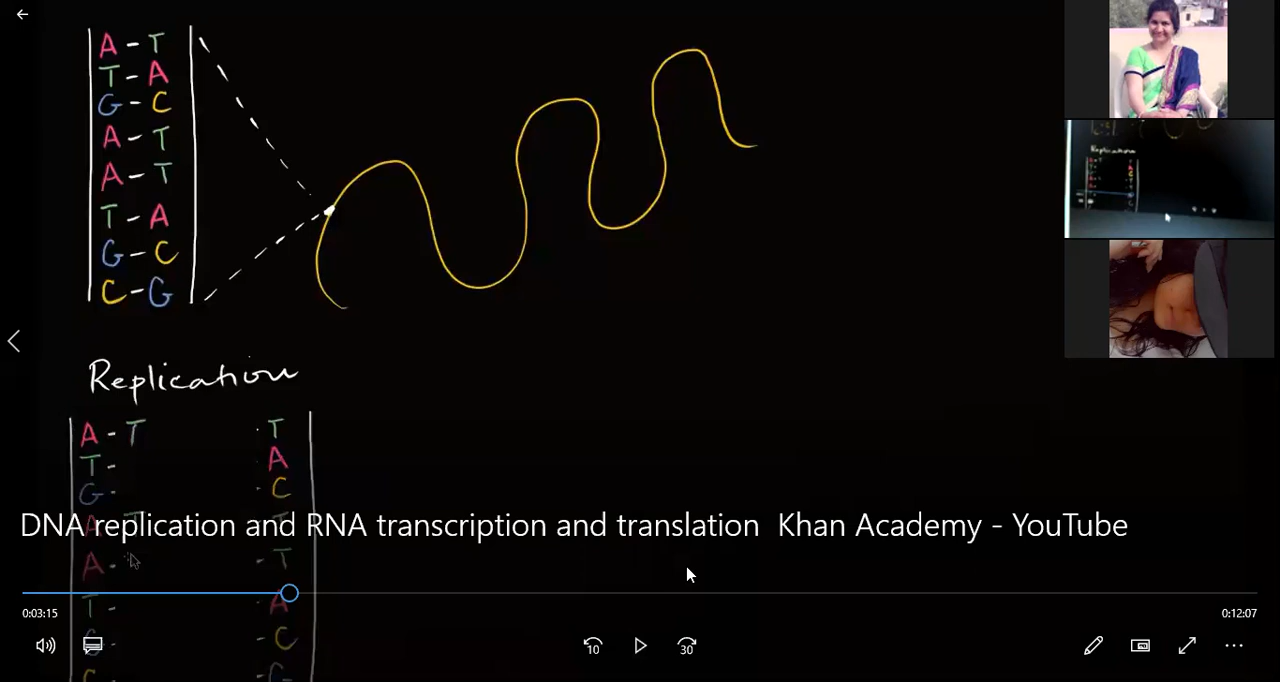 A - T
T - A
G - C
A - T
A - T
T - A
G - C
C - G
Replication
A - T · T
T - · A
G - · C
A T T
A - - T
T - · A
G - - C
C - G
DNA replication and RNA transcription and translation Khan Academy - YouTube
0:03:15
0:12:07
10
30
Replication